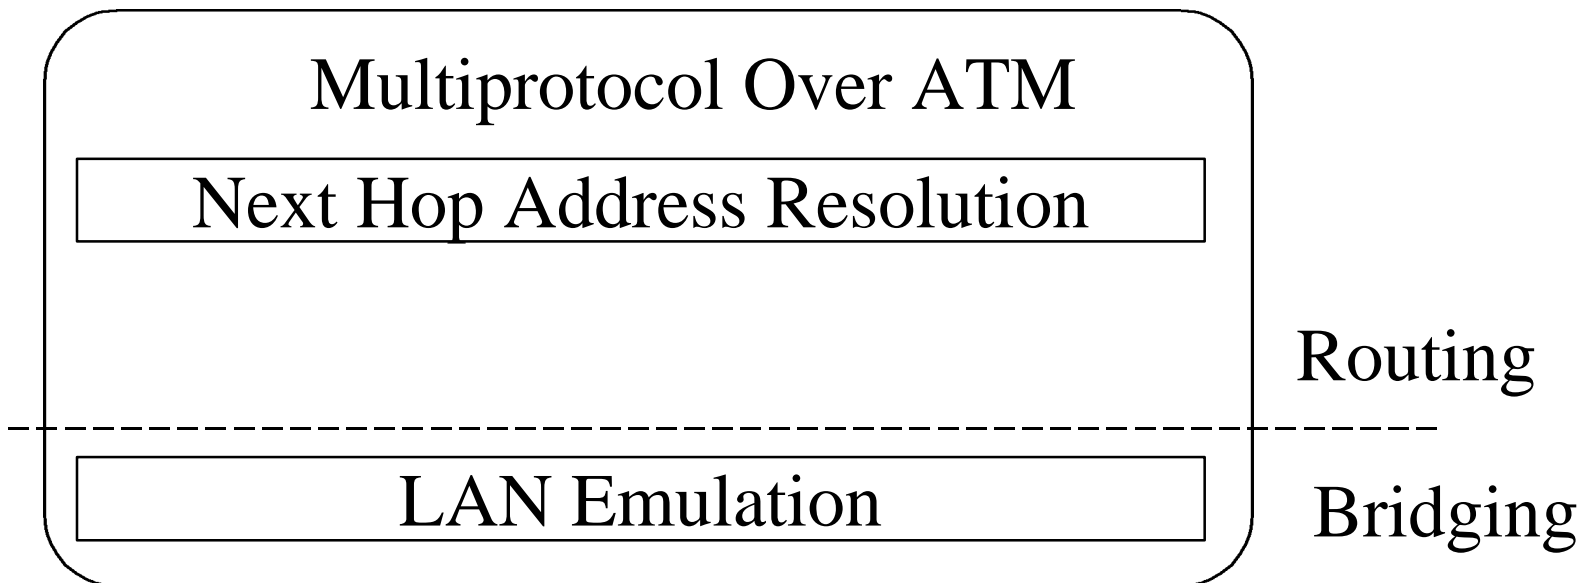 Multiprotocol Over ATM
Next Hop Address Resolution
Routing
LAN Emulation
Bridging